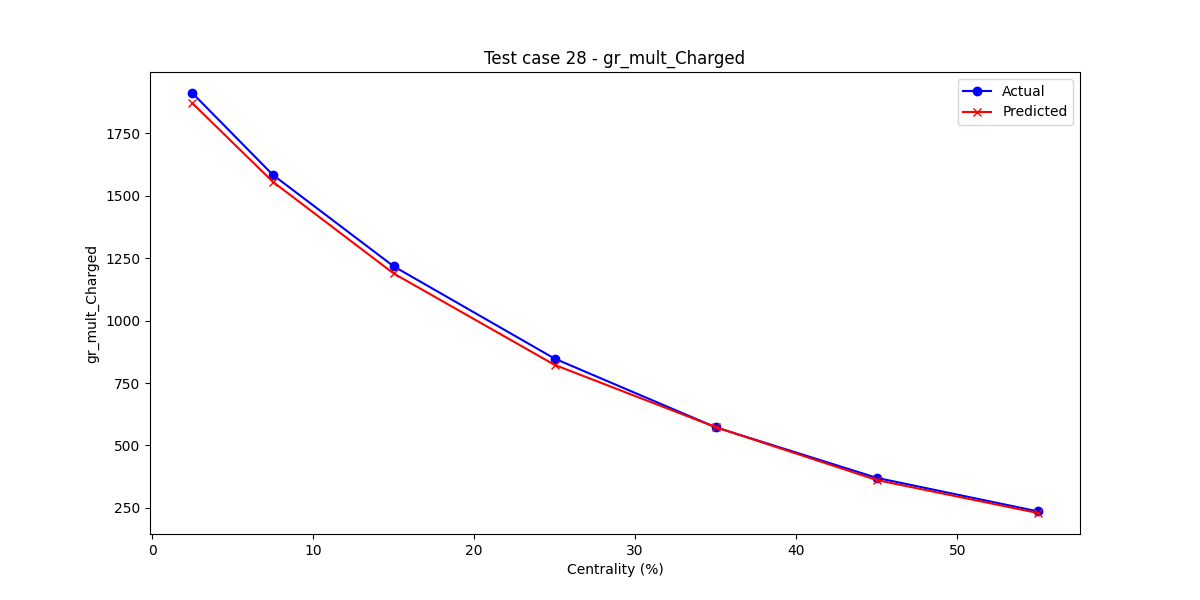 Test case 28 - gr_mult_Charged
Actual
Predicted
gr_mult_Charged
1750
1500
1250
1000
750
500
250
0 10 20 30 40 50
Centrality (%)